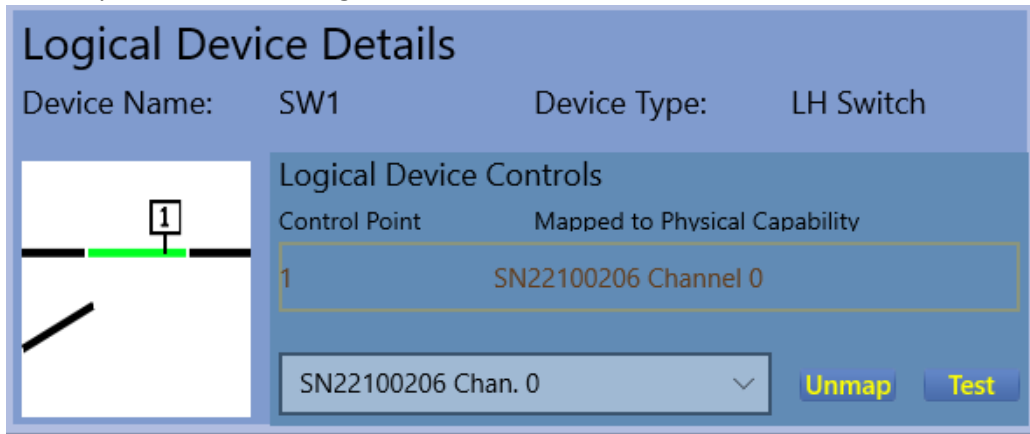 Logical Device Details
Device Name: SW1 Device Type: LH Switch
1
Logical Device Controls
Control Point Mapped to Physical Capability
1 SN22100206 Channel 0
SN22100206 Chan. 0 Unmap Test